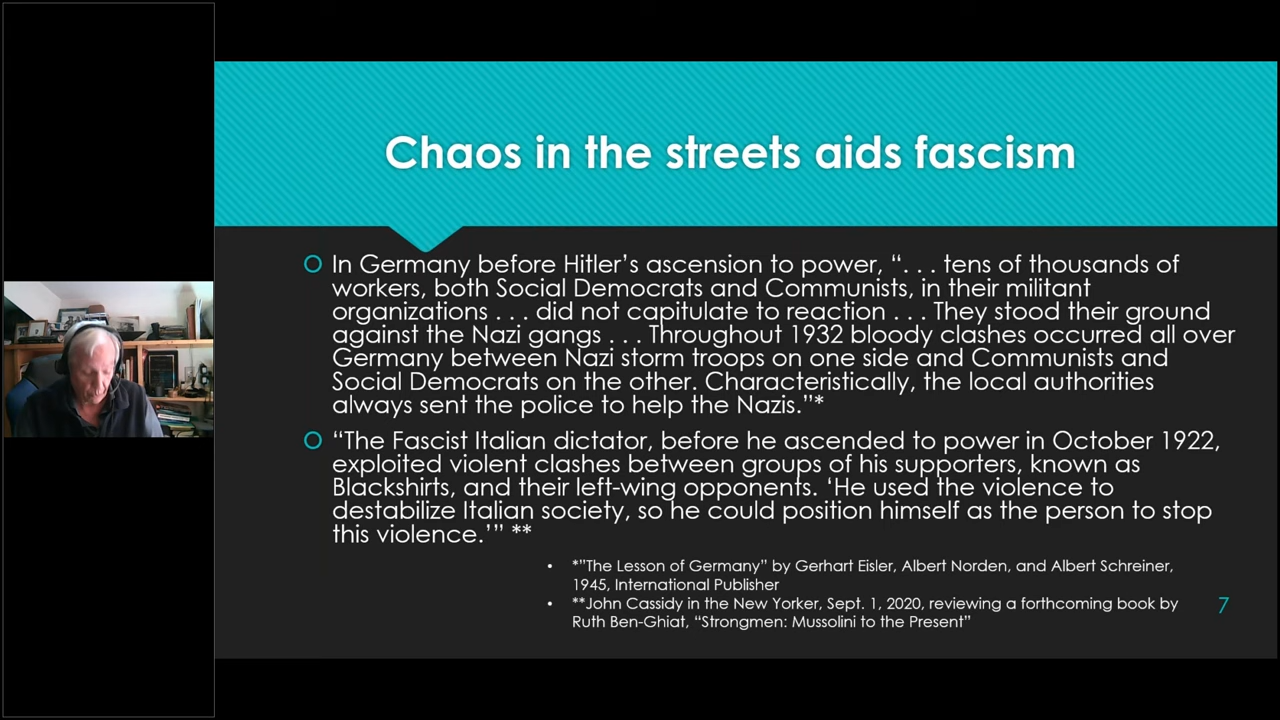 Chaos in the streets aids fascism
In Germany before Hitler’s ascension to power, “. . . tens of thousands of
workers, both Social Democrats and Communists, in their militant
organizations . . . did not capitulate to reaction . . . They stood their ground
against the Nazi gangs . . . Throughout 1932 bloody clashes occurred all over
Germany between Nazi storm troops on one side and Communists and
Social Democrats on the other. Characteristically, the local authorities
always sent the police to help the Nazis.”*
“The Fascist Italian dictator, before he ascended to power in October 1922,
exploited violent clashes between groups of his supporters, known as
Blackshirts, and their left-wing opponents. ‘He used the violence to
destabilize Italian society, so he could position himself as the person to stop
this violence.’” **
*”The Lesson of Germany” by Gerhart Eisler, Albert Norden, and Albert Schreiner,
1945, International Publisher
**John Cassidy in the New Yorker, Sept. 1, 2020, reviewing a forthcoming book by
Ruth Ben-Ghiat, “Strongmen: Mussolini to the Present”
7